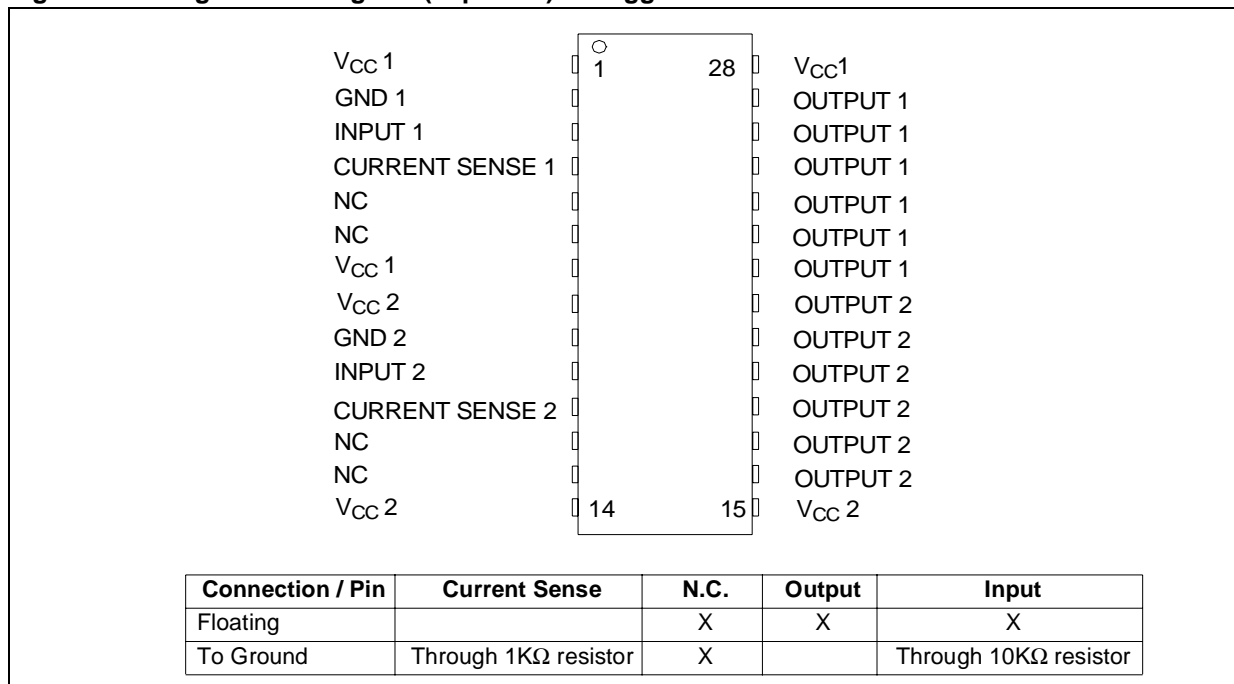 VCC 1 1 28 VCC1
GND 1 OUTPUT 1
INPUT 1 OUTPUT 1
CURRENT SENSE 1 OUTPUT 1
NC OUTPUT 1
NC OUTPUT 1
VCC 1 OUTPUT 1
VCC 2 OUTPUT 2
GND 2 OUTPUT 2
INPUT 2 OUTPUT 2
CURRENT SENSE 2 OUTPUT 2
NC OUTPUT 2
NC OUTPUT 2
VCC 2 14 15 VCC 2
Connection / Pin Current Sense N.C. Output Input
Floating X X X
To Ground Through 1KΩ resistor X Through 10KΩ resistor